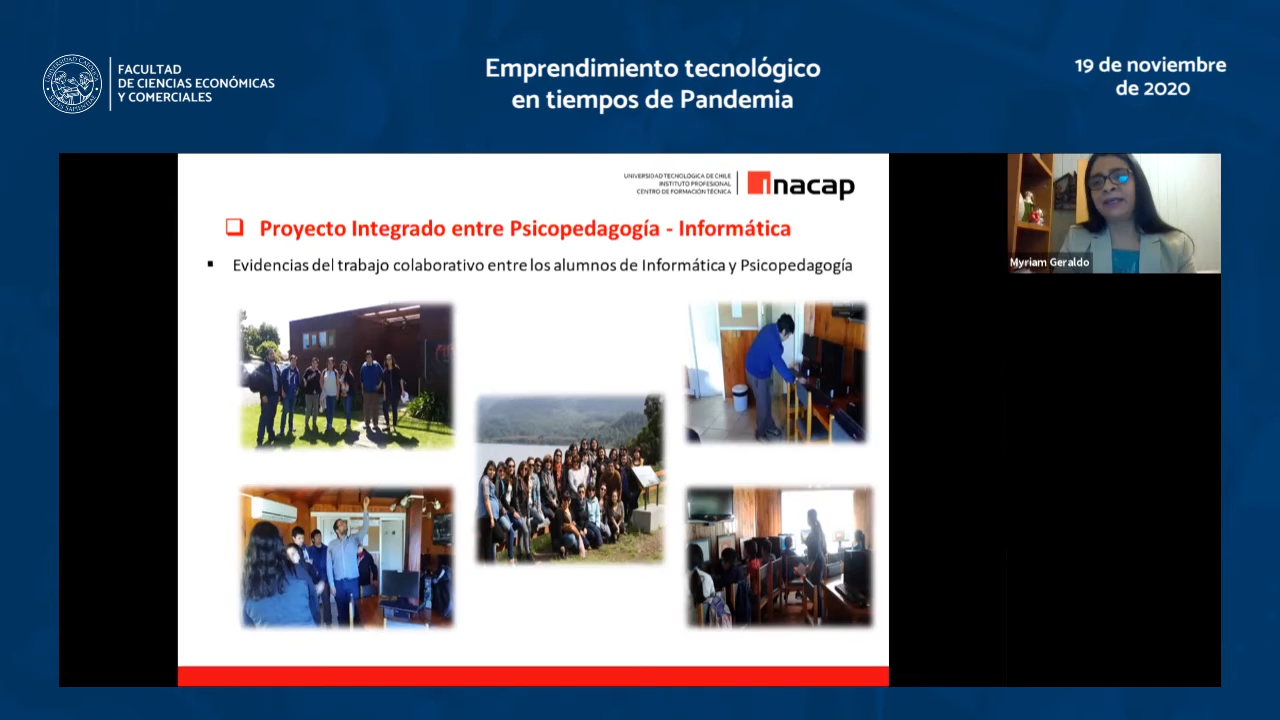 FACULTAD
DE CIENCIAS ECONÓMICAS
Y COMERCIALES
Emprendimiento tecnológico
en tiempos de Pandemia
19 de noviembre
de 2020
UNIVERSIDAD TECNOLÓGICA DE CHILE
INSTITUTO PROFESIONAL
CENTRO DE FORMACIÓN TÉCNICA
inacap
Proyecto Integrado entre Psicopedagogía - Informática
Evidencias del trabajo colaborativo entre los alumnos de Informática y Psicopedagogía
Myriam Geraldo